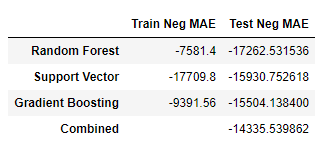 Train Neg MAE Test Neg MAE
Random Forest -7581.4 -17262.531536
Support Vector -17709.8 -15930.752618
Gradient Boosting -9391.56 -15504.138400
Combined -14335.539862